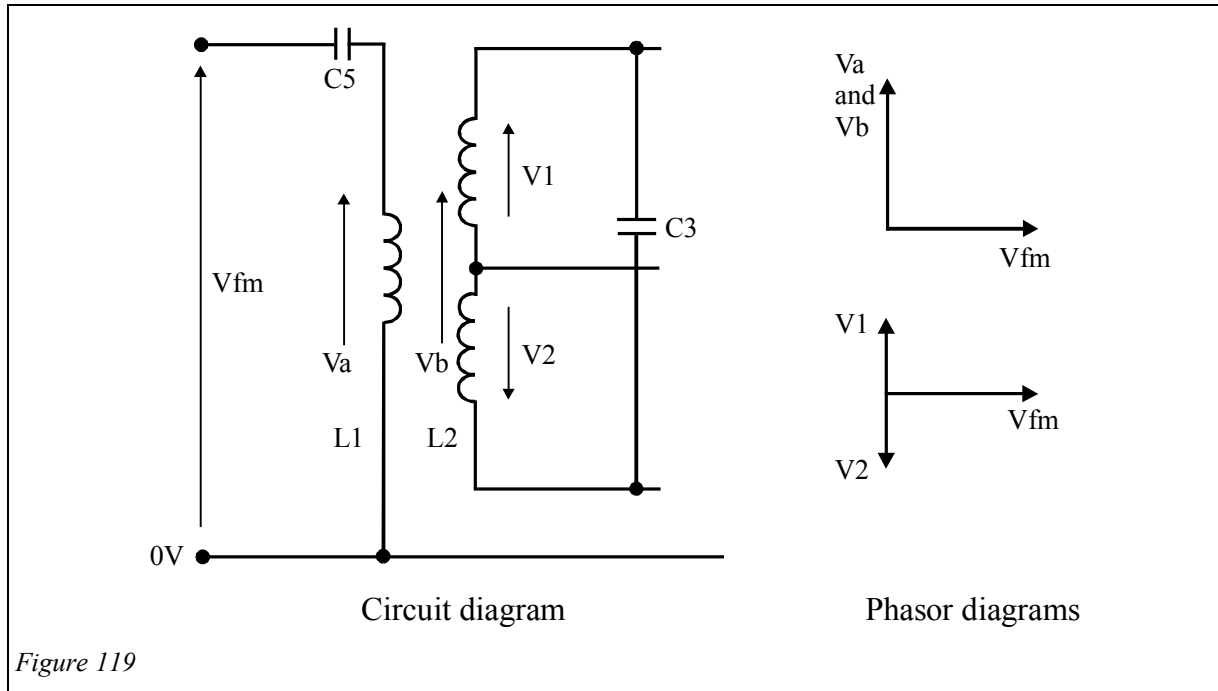 C5
V1
C3
Vfm
Va
Vb
V2
L1
L2
0V
Circuit diagram
Va
and
Vb
Vfm
V1
Vfm
V2
Phasor diagrams
Figure 119